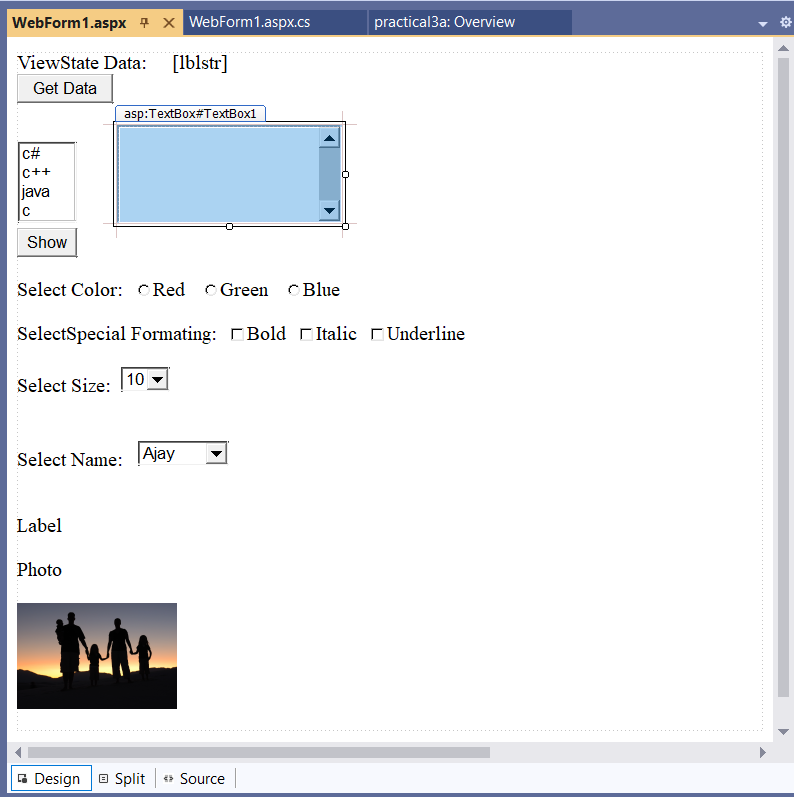 WebForm1.aspx WebForm1.aspx.cs practical3a: Overview
ViewState Data: [lblstr]
Get Data
asp:TextBox#TextBox1
c#
c++
java
c
Show
Select Color: Red Green Blue
SelectSpecial Formating: Bold Italic Underline
Select Size: 10
Select Name: Ajay
Label
Photo
Design Split Source